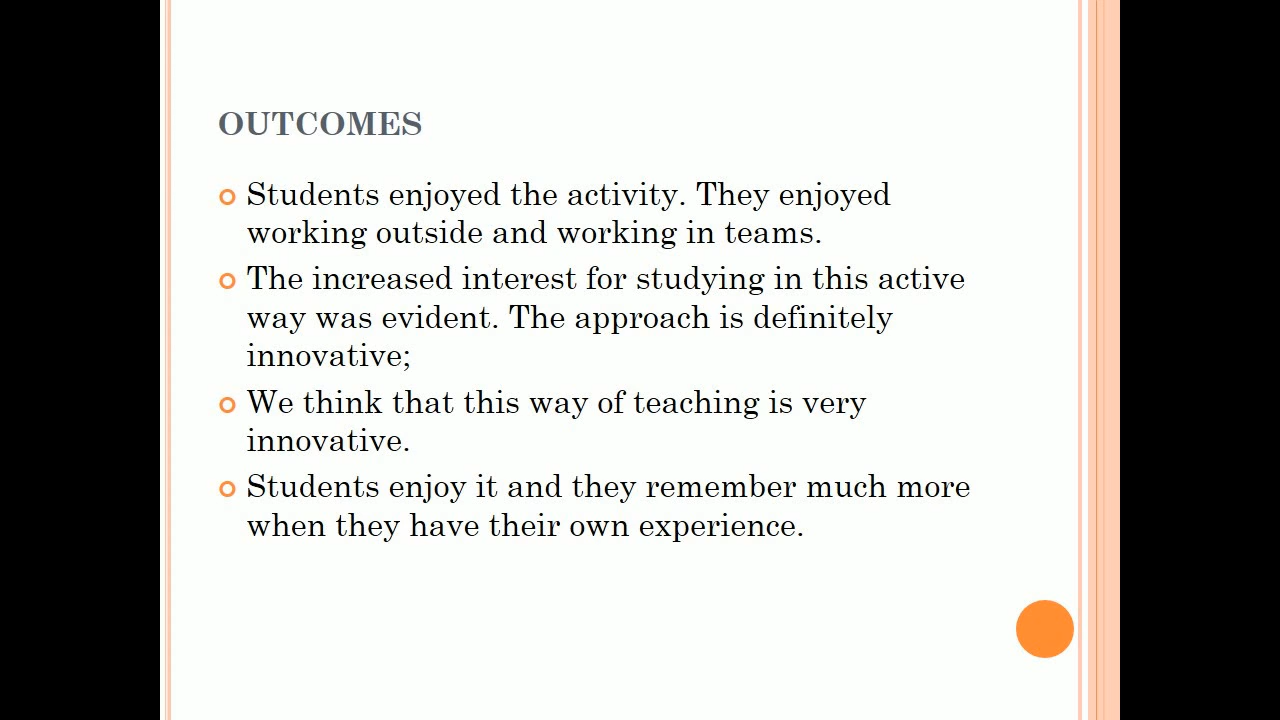 OUTCOMES
Students enjoyed the activity. They enjoyed
working outside and working in teams.
The increased interest for studying in this active
way was evident. The approach is definitely
innovative;
We think that this way of teaching is very
innovative.
Students enjoy it and they remember much more
when they have their own experience.